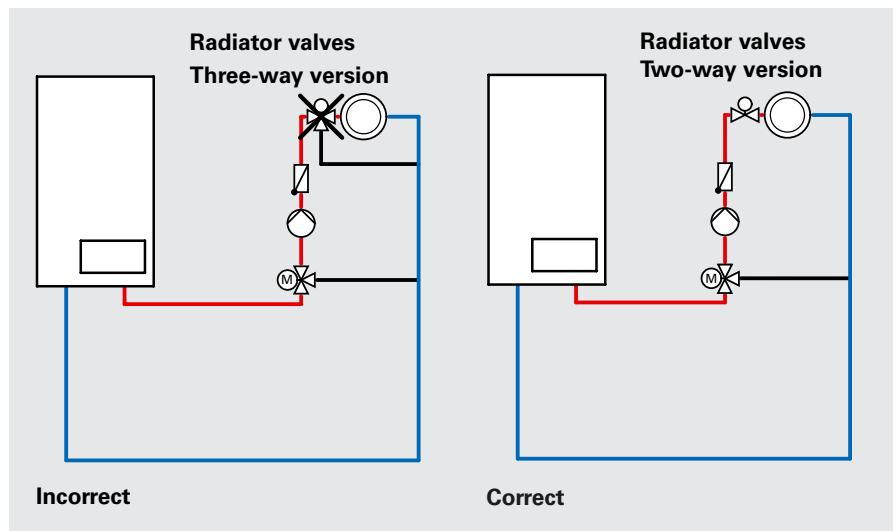 Radiator valves
Three-way version
M
Incorrect
Radiator valves
Two-way version
M
Correct